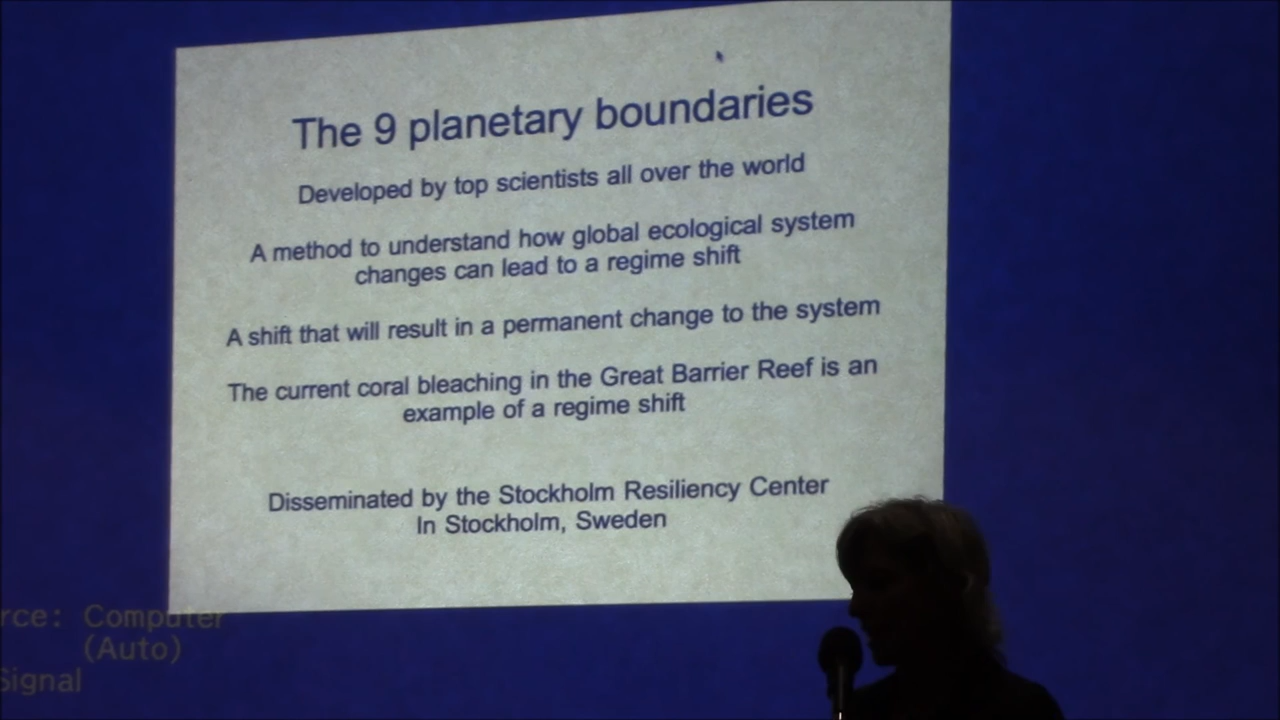 The 9 planetary boundaries
Developed by top scientists all over the world
A method to understand how global ecological system
changes can lead to a regime shift
A shift that will result in a permanent change to the system
The current coral bleaching in the Great Barrier Reef is an
example of a regime shift
Disseminated by the Stockholm Resiliency Center
In Stockholm, Sweden
rce: Computer
(Auto)
Signal